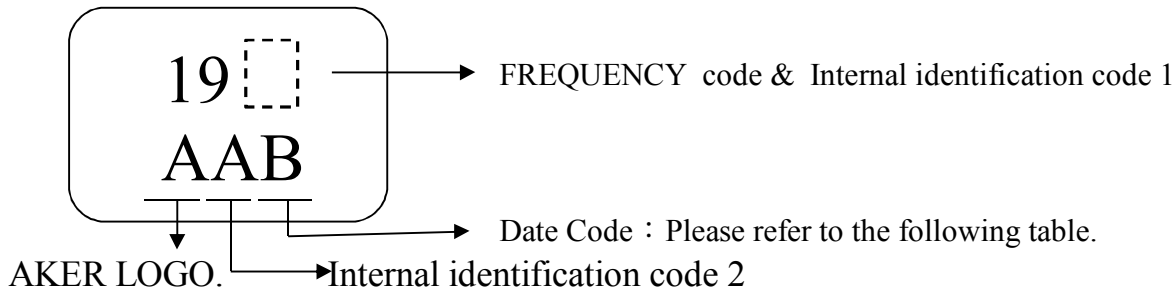 19 FREQUENCY code & Internal identification code 1
AAB
Date Code：Please refer to the following table.
AKER LOGO. Internal identification code 2